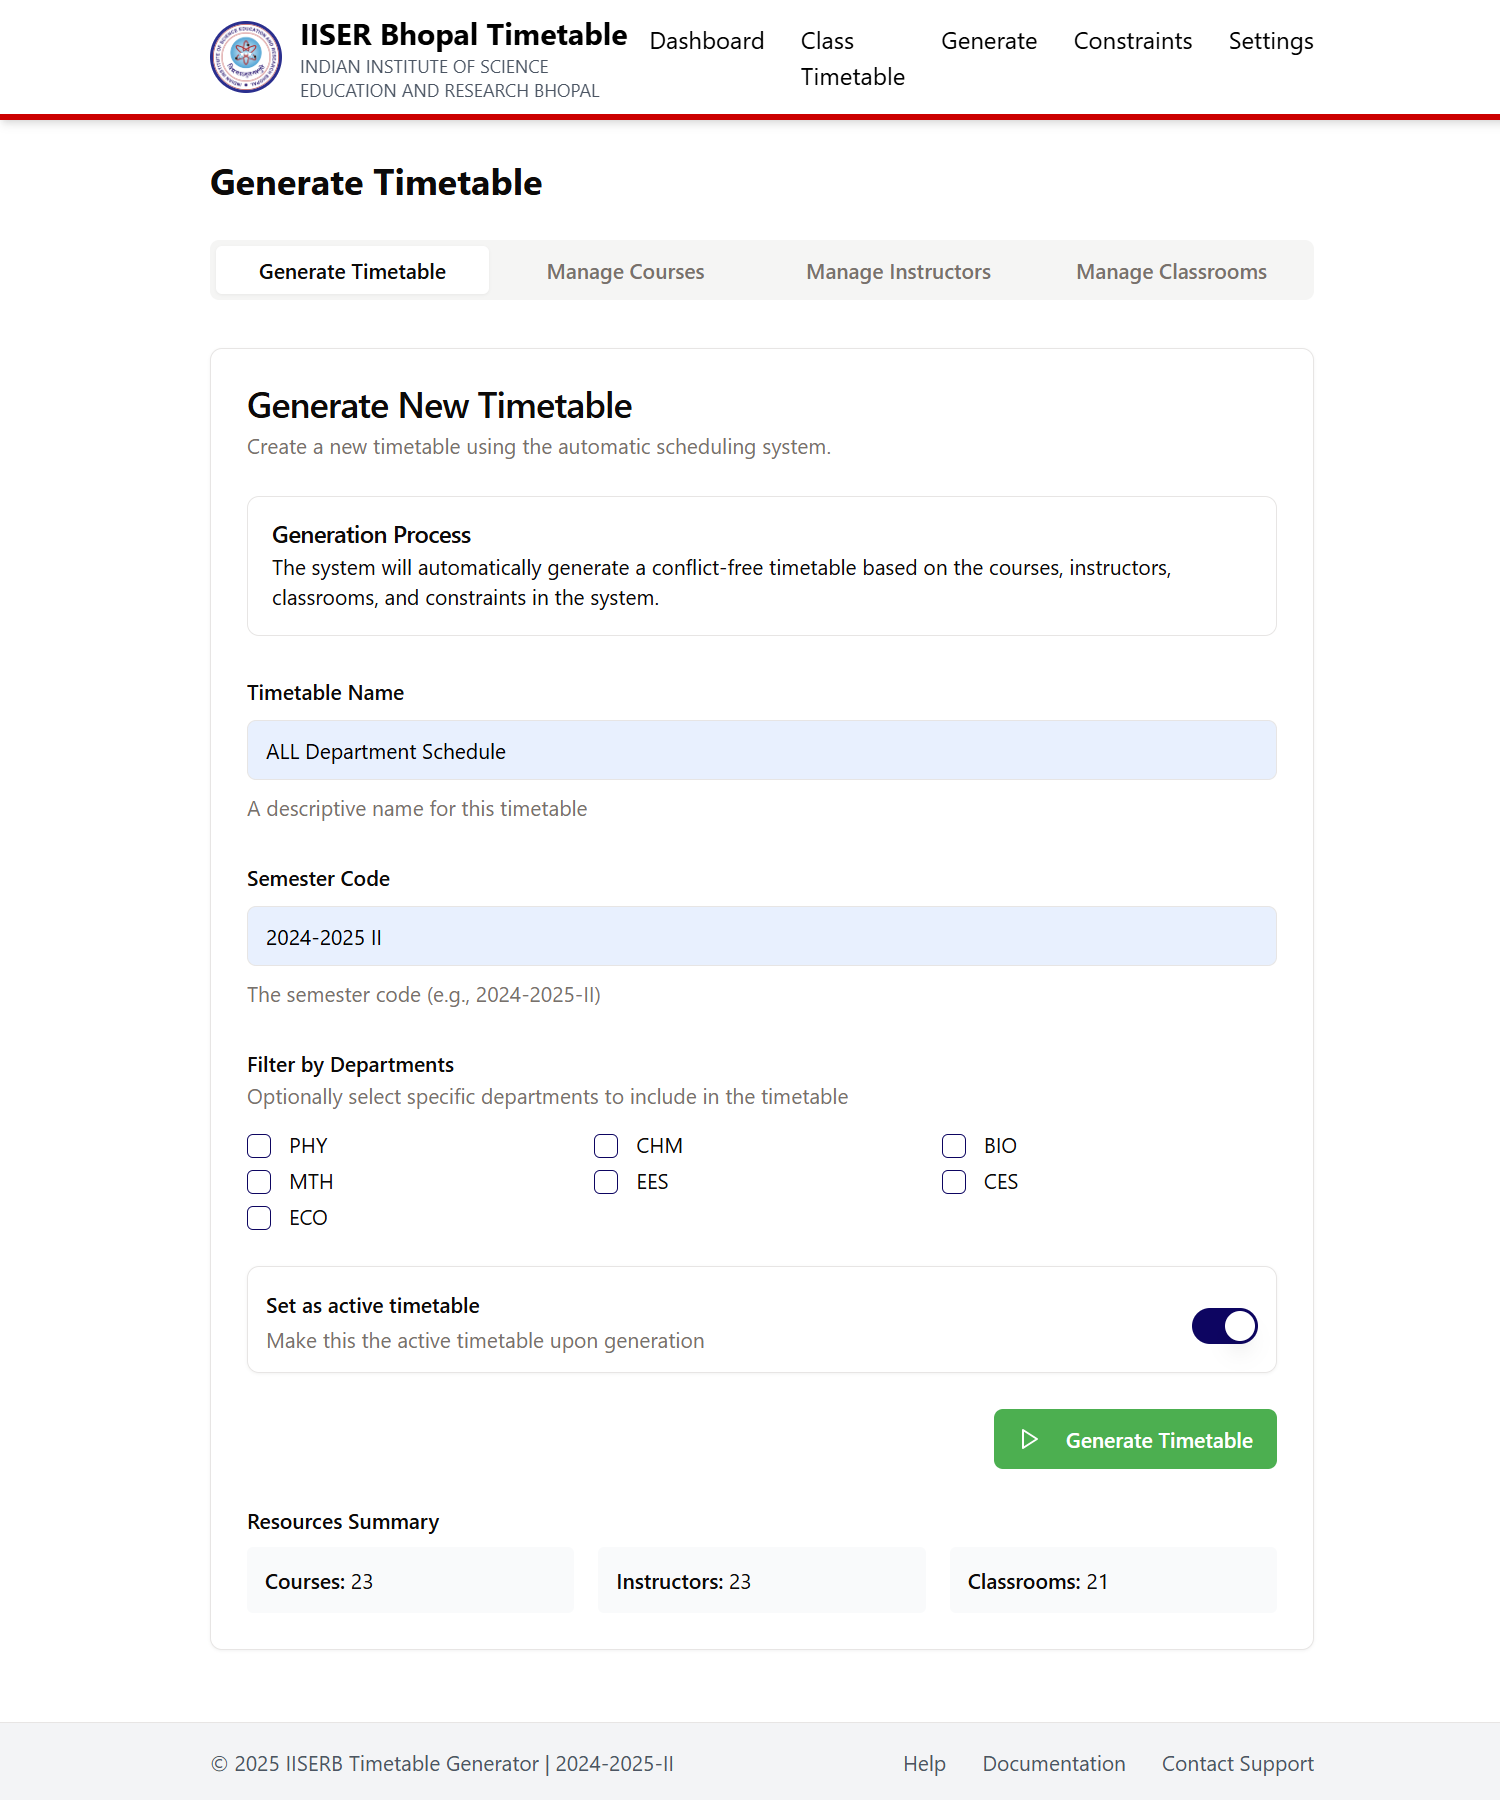 IISER Bhopal Timetable
INDIAN INSTITUTE OF SCIENCE
EDUCATION AND RESEARCH BHOPAL
Dashboard
Class
Timetable
Generate
Constraints
Settings
Generate Timetable
Generate Timetable
Manage Courses
Manage Instructors
Manage Classrooms
Generate New Timetable
Create a new timetable using the automatic scheduling system.
Generation Process
The system will automatically generate a conflict-free timetable based on the courses, instructors,
classrooms, and constraints in the system.
Timetable Name
ALL Department Schedule
A descriptive name for this timetable
Semester Code
2024-2025 II
The semester code (e.g., 2024-2025-II)
Filter by Departments
Optionally select specific departments to include in the timetable
PHY
CHM
BIO
MTH
EES
CES
ECO
Set as active timetable
Make this the active timetable upon generation
Generate Timetable
Resources Summary
Courses: 23
Instructors: 23
Classrooms: 21
© 2025 IISERB Timetable Generator | 2024-2025-II
Help
Documentation
Contact Support